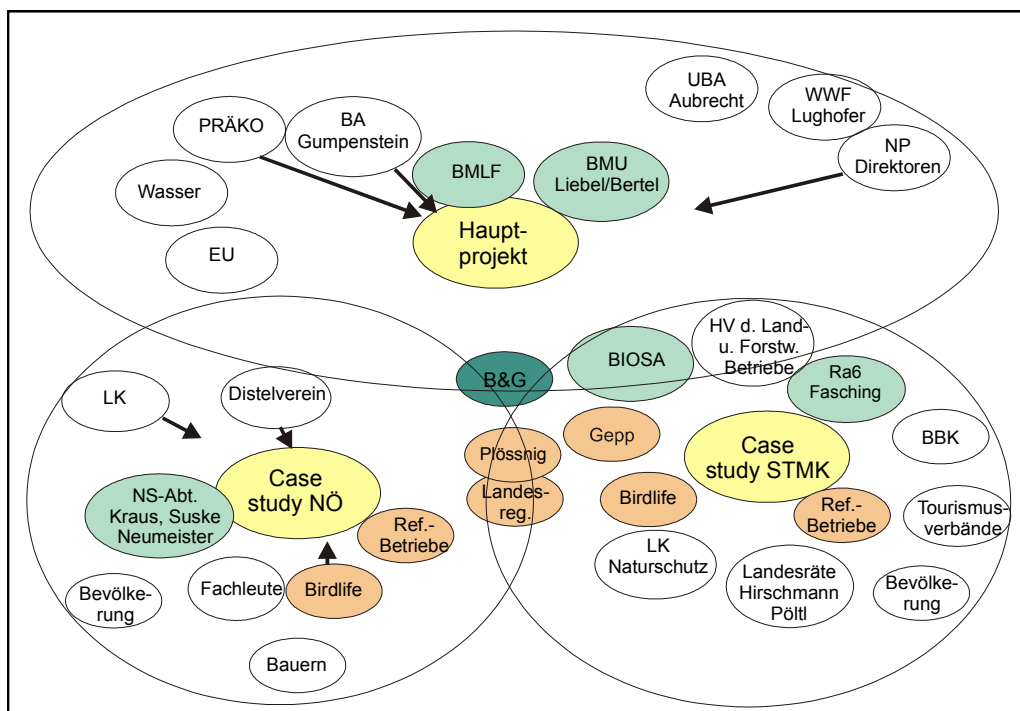 UBA
Aubrecht
WWF
Lughofer
NP
Direktoren
PRÄKO
BA
Gumpenstein
BMLF
BMU
Liebel/Bertel
Wasser
EU
Haupt-
projekt
HV d. Land-
u. Forstw.
Betriebe
BIOSA
B&G
Ra6
Fasching
LK
Distelverein
Gepp
Plössnig
Landes-
reg.
Case
study STMK
BBK
Case
study NÖ
NS-Abt.
Kraus, Suske
Neumeister
Ref.-
Betriebe
Birdlife
Ref.-
Betriebe
Tourismus-
verbände
LK
Naturschutz
Landesräte
Hirschmann
Pöltl
Bevölke-
rung
Bevölke-
rung
Fachleute
Birdlife
Bauern